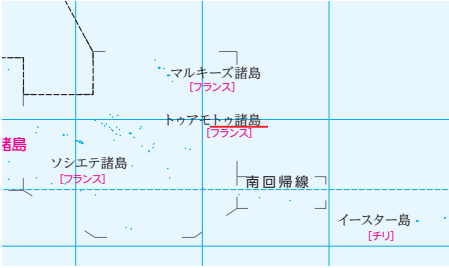 マルキーズ諸島
[フランス]
トゥアモトゥ諸島
[フランス]
諸島
ソシエテ諸島
[フランス]
南回帰線
イースター島
[チリ]